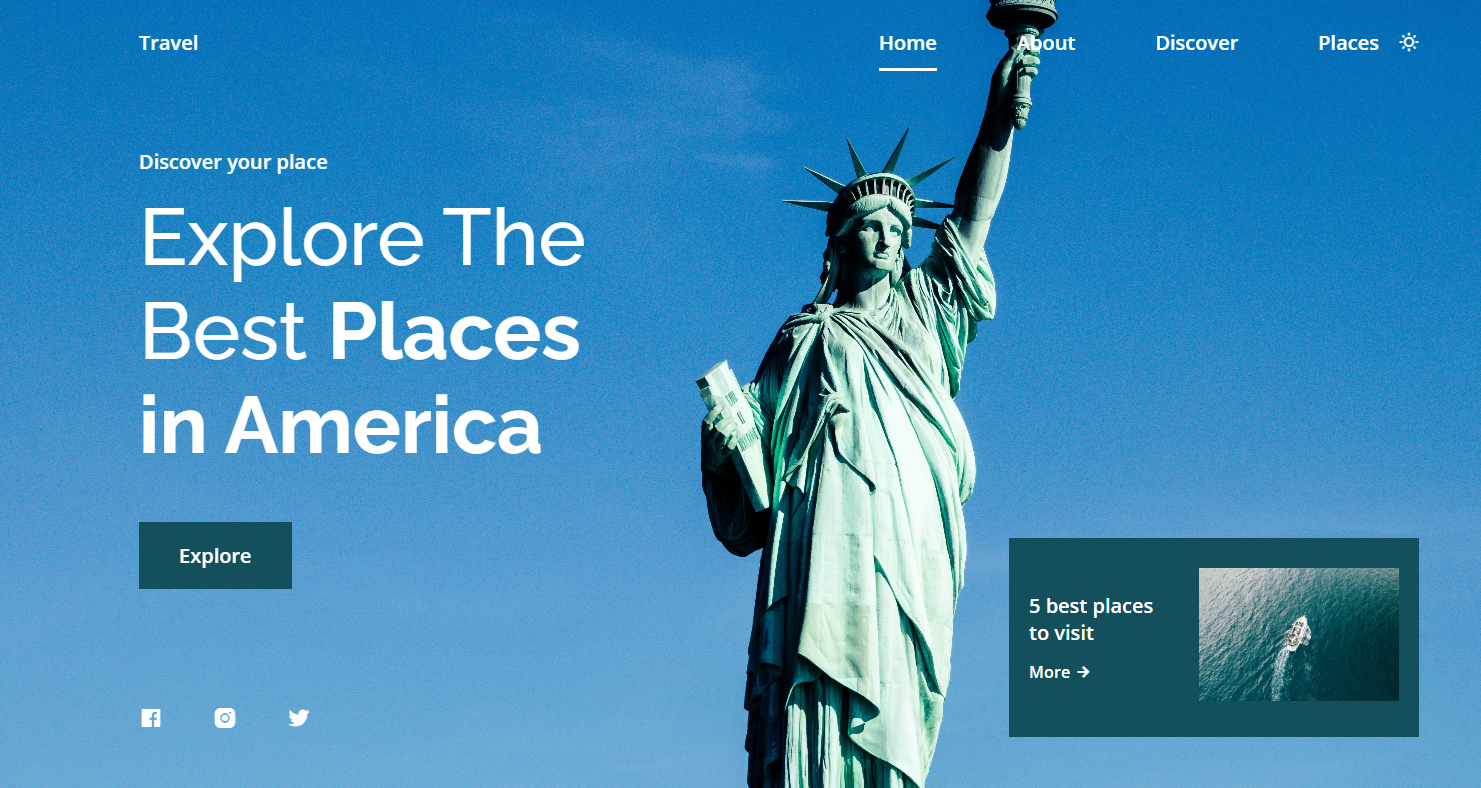 Travel
Home
About
Discover
Places
Discover your place
Explore The
Best Places
in America
Explore
5 best places
to visit
More →